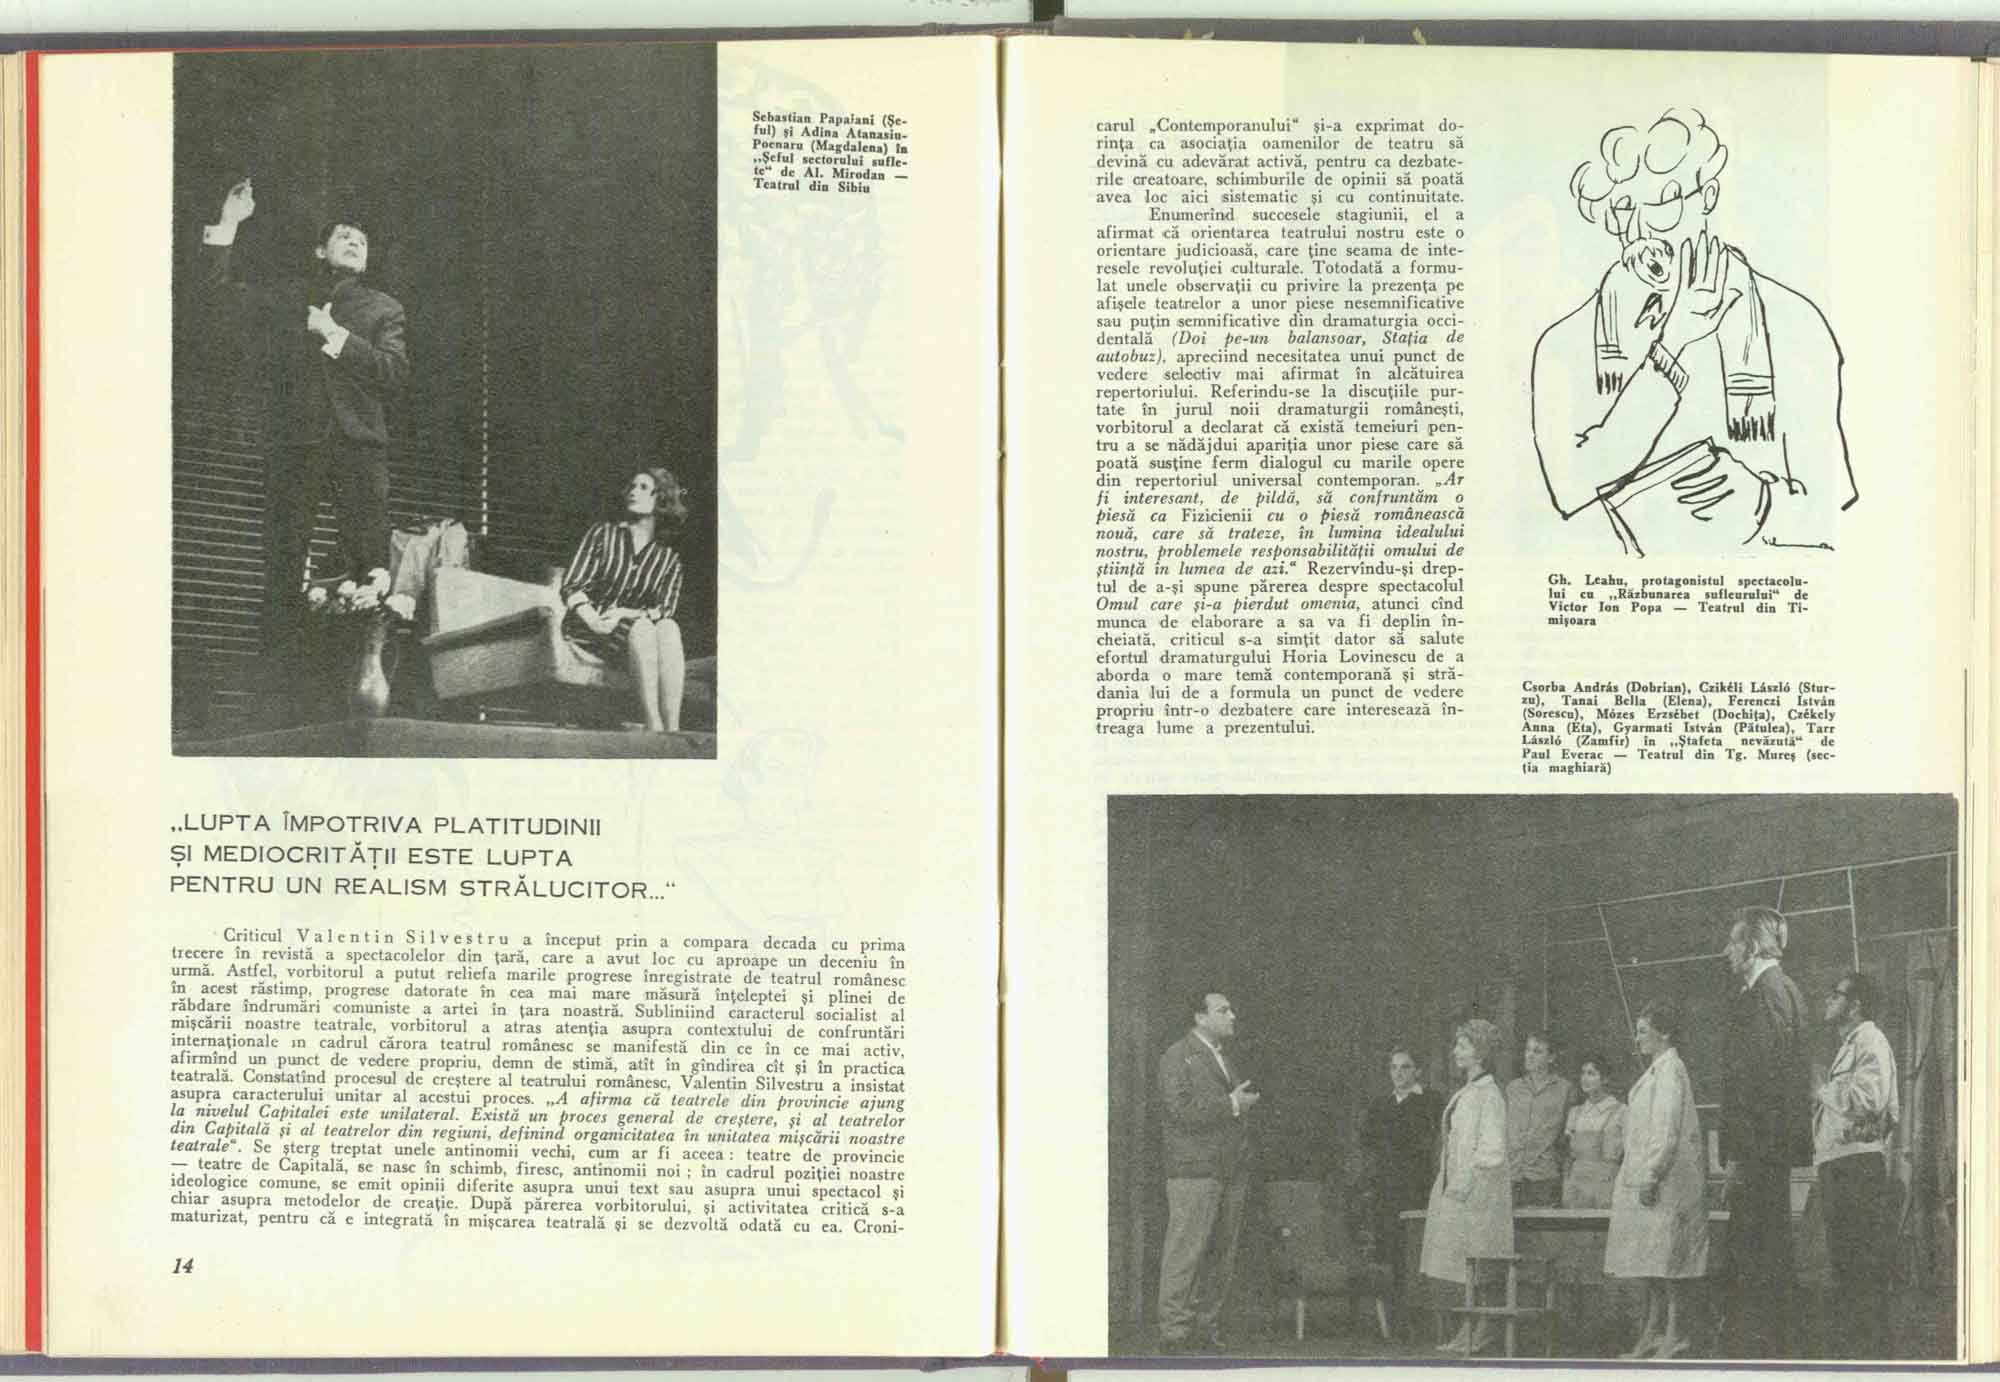 Sebastian Papaiani (Șe-
ful) și Adina Atanasiu-
Poenaru (Magdalena) în
„Șeful sectorului sufle-
te“ de Al. Mirodan —
Teatrul din Sibiu
„LUPTA ÎMPOTRIVA PLATITUDINII
ȘI MEDIOCRITĂȚII ESTE LUPTA
PENTRU UN REALISM STRĂLUCITOR...“
Criticul Valentin Silvestru a început prin a compara decada cu prima
trecere în revistă a spectacolelor din țară, care a avut loc cu aproape un deceniu în
urmă. Astfel, vorbitorul a putut reliefa marile progrese înregistrate de teatrul românesc
în acest răstimp, progrese datorate în cea mai mare măsură înțeleptei și plinei de
răbdare îndrumări comuniste a artei în țara noastră. Subliniind caracterul socialist al
mișcării noastre teatrale, vorbitorul a atras atenția asupra contextului de confruntări
internaționale în cadrul cărora teatrul românesc se manifestă din ce în ce mai activ,
afirmînd un punct de vedere propriu, demn de stimă, atît în gîndirea cît și în practica
teatrală. Constatînd procesul de creștere al teatrului românesc, Valentin Silvestru a insistat
asupra caracterului unitar al acestui proces. „A afirma că teatrele din provincie ajung
la nivelul Capitalei este unilateral. Există un proces general de creștere, și al teatrelor
din Capitală și al teatrelor din regiuni, definind organicitatea în unitatea mișcării noastre
teatrale“. Se șterg treptat unele antinomii vechi, cum ar fi aceea : teatre de provincie
— teatre de Capitală, se nasc în schimb, firesc, antinomii noi ; în cadrul poziției noastre
ideologice comune, se emit opinii diferite asupra unui text sau asupra unui spectacol și
chiar asupra metodelor de creație. După părerea vorbitorului, și activitatea critică s-a
maturizat, pentru că e integrată în mișcarea teatrală și se dezvoltă odată cu ea. Croni-
14
carul „Contemporanului“ și-a exprimat do-
rința ca asociația oamenilor de teatru să
devină cu adevărat activă, pentru ca dezbate-
rile creatoare, schimburile de opinii să poată
avea loc aici sistematic și cu continuitate.
Enumerînd succesele stagiunii, el a
afirmat că orientarea teatrului nostru este o
orientare judicioasă, care ține seama de inte-
resele revoluției culturale. Totodată a formu-
lat unele observații cu privire la prezența pe
afișele teatrelor a unor piese nesemnificative
sau puțin semnificative din dramaturgia occi-
dentală (Doi pe-un balansoar, Stația de
autobuz), apreciind necesitatea unui punct de
vedere selectiv mai afirmat în alcătuirea
repertoriului. Referindu-se la discuțiile pur-
tate în jurul noii dramaturgii românești,
vorbitorul a declarat că există temeiuri pen-
tru a se nădăjdui apariția unor piese care să
poată susține ferm dialogul cu marile opere
din repertoriul universal contemporan. „Ar
fi interesant, de pildă, să confruntăm o
piesă ca Fizicienii cu o piesă românească
nouă, care să trateze, în lumina idealului
nostru, problemele responsabilității omului de
știință în lumea de azi.“ Rezervîndu-și drep-
tul de a-și spune părerea despre spectacolul
Omul care și-a pierdut omenia, atunci cînd
munca de elaborare a sa va fi deplin în-
cheiată, criticul s-a simțit dator să salute
efortul dramaturgului Horia Lovinescu de a
aborda o mare temă contemporană și stră-
dania lui de a formula un punct de vedere
propriu într-o dezbatere care interesează în-
treaga lume a prezentului.
Gh. Leahu, protagonistul spectacolu-
lui cu „Răzbunarea sufleurului“ de
Victor Ion Popa — Teatrul din Ti-
mișoara
Csorba András (Dobrian), Czikéli László (Stur-
zu), Tanai Bella (Elena), Ferenczi István
(Sorescu), Mózes Erzsébet (Dochița), Czékely
Anna (Eta), Gyarmati István (Pătulea), Tarr
László (Zamfir) în „Ștafeta nevăzută“ de
Paul Everac — Teatrul din Tg. Mureș (sec-
ția maghiară)